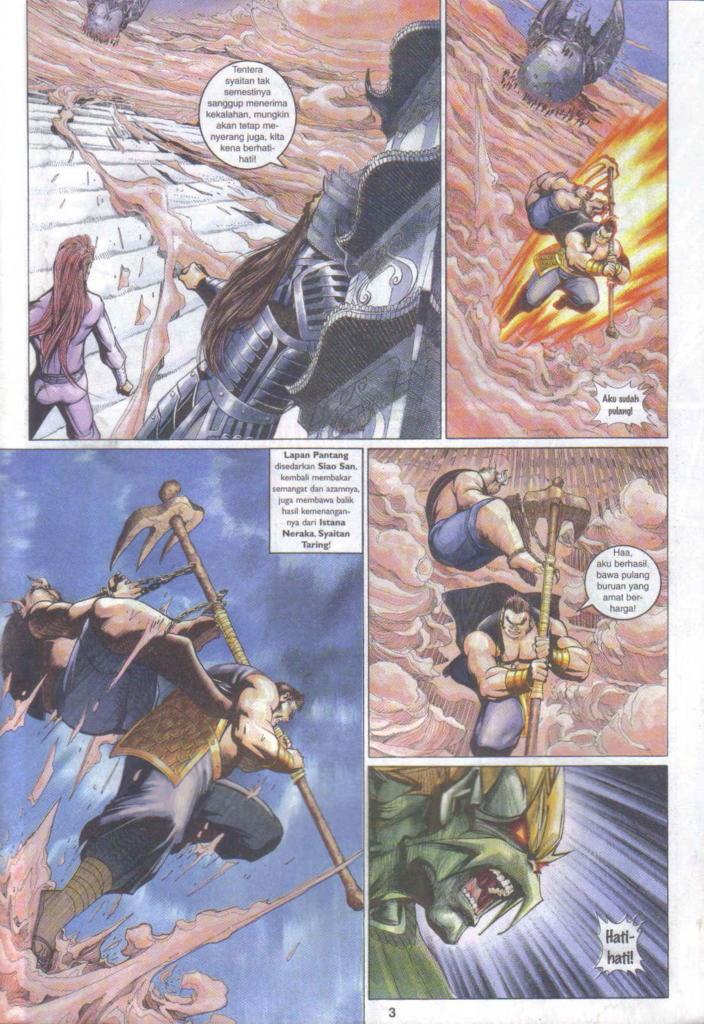 Tentera
syaitan tak
semestinya
sanggup menerima
kekalahan, mungkin
akan tetap me-
nyerang juga, kita
kena berhati-
hati!
Aku sudah
pulang!
Lapan Pantang
disedarkan Siao San,
kembali membakar
semangat dan azamnya,
juga membawa balik
hasil kemenangan-
nya dari Istana
Neraka, Syaitan
Taring!
Haa,
aku berhasil
bawa pulang
buruan yang
amat ber-
harga!
Hati-
hati!
3